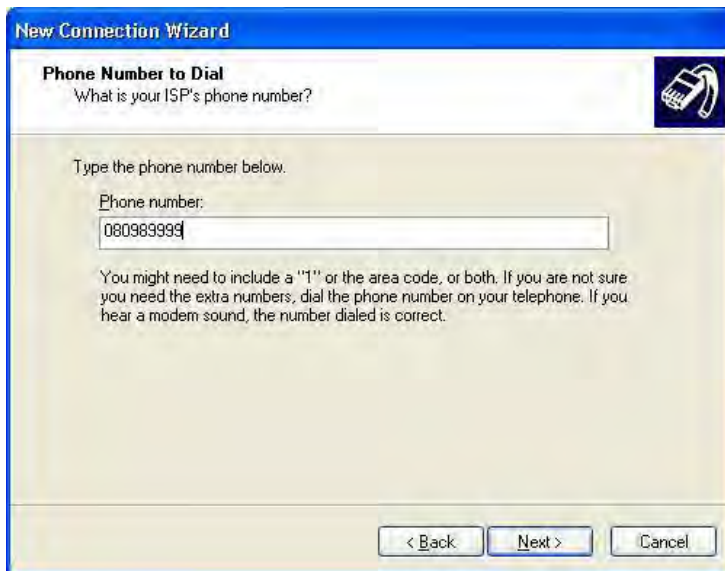 New Connection Wizard
Phone Number to Dial
What is your ISP's phone number?
Type the phone number below.
Phone number:
080989999
You might need to include a "1" or the area code, or both. If you are not sure
you need the extra numbers, dial the phone number on your telephone. If you
hear a modem sound, the number dialed is correct.
< Back
Next >
Cancel